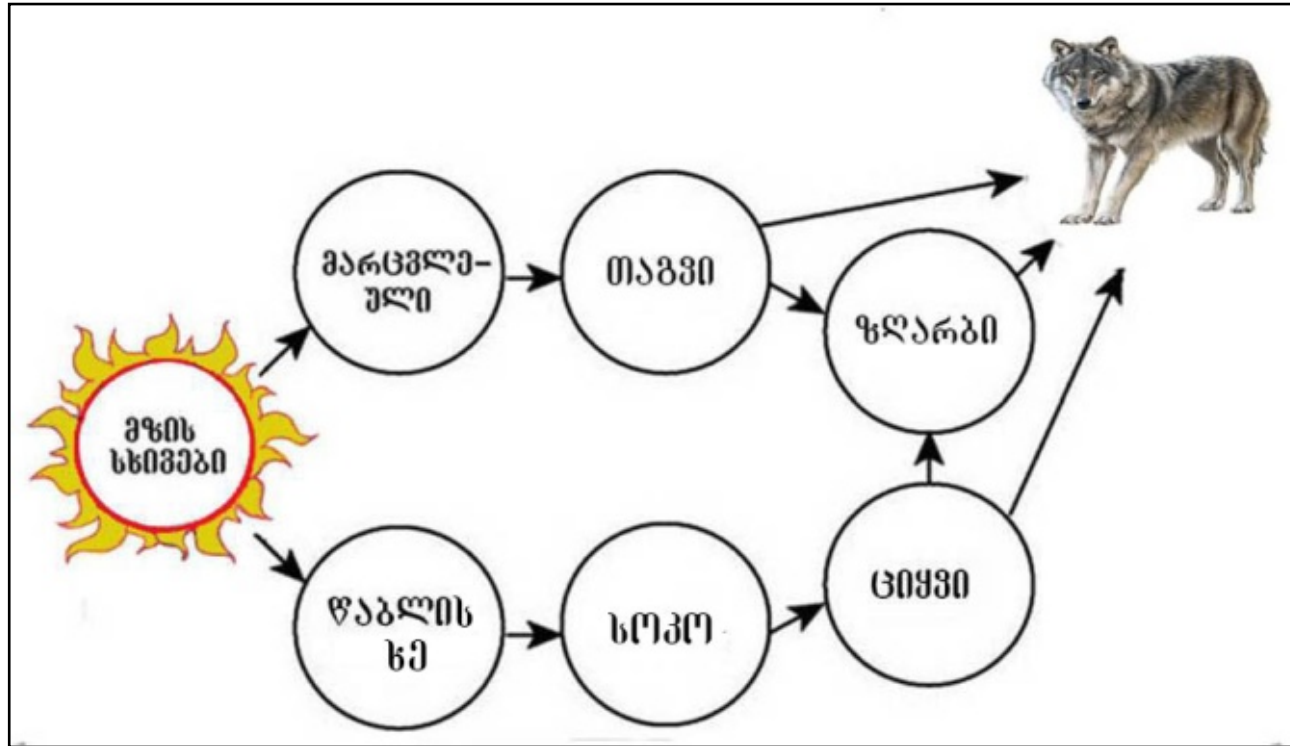 მარცვლე-
ული
თაგვი
ზღარბი
მზის
სხივები
წაბლის
ხე
სოკო
ციყვი